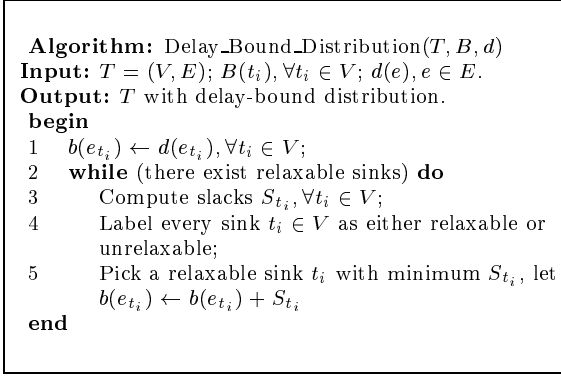 Algorithm: Delay_Bound_Distribution(T, B, d)
Input: T = (V, E); B(t_i), ∀t_i ∈ V; d(e), e ∈ E.
Output: T with delay-bound distribution.
begin
1 b(e_{t_i}) ← d(e_{t_i}), ∀t_i ∈ V;
2 while (there exist relaxable sinks) do
3 Compute slacks S_{t_i}, ∀t_i ∈ V;
4 Label every sink t_i ∈ V as either relaxable or
unrelaxable;
5 Pick a relaxable sink t_i with minimum S_{t_i}, let
b(e_{t_i}) ← b(e_{t_i}) + S_{t_i}
end